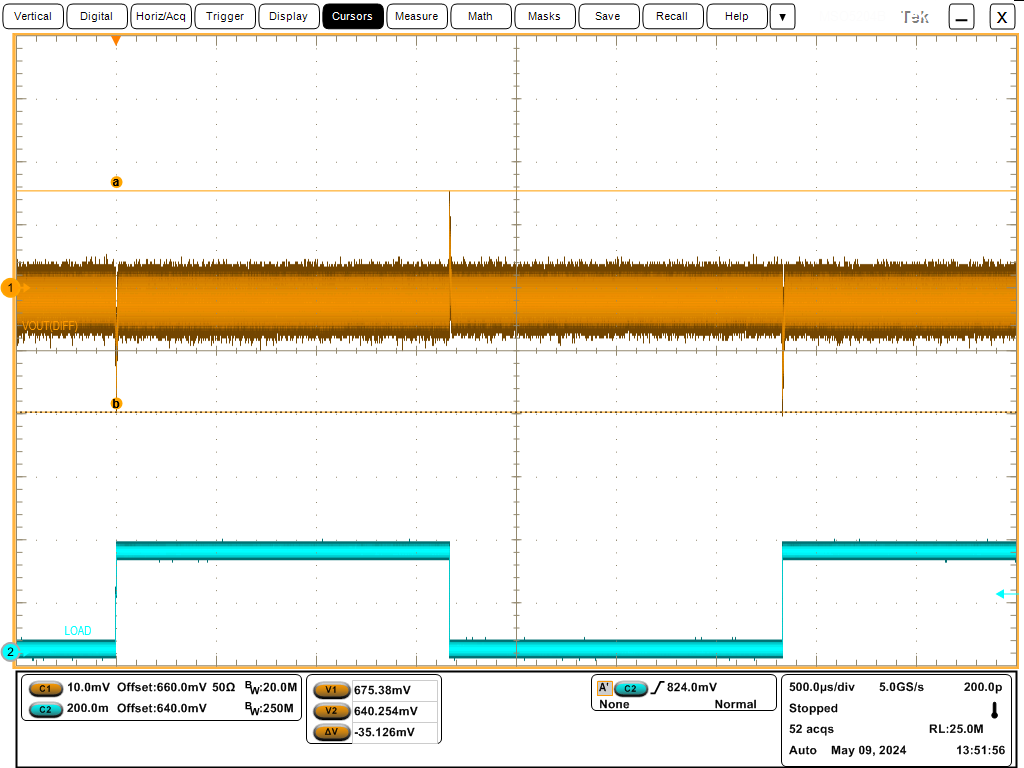 Vertical Digital Horiz/Acq Trigger Display Cursors Measure Math Masks Save Recall Help ▼ Tek X
a
1
VOUT(DIFF)
b
LOAD
2
C1 10.0mV Offset:660.0mV 50Ω BW:20.0M
C2 200.0m Offset:640.0mV BW:250M
V1 675.38mV
V2 640.254mV
ΔV -35.126mV
A' C2 824.0mV
None Normal
500.0µs/div 5.0GS/s 200.0p
Stopped
52 acqs RL:25.0M
Auto May 09, 2024 13:51:56